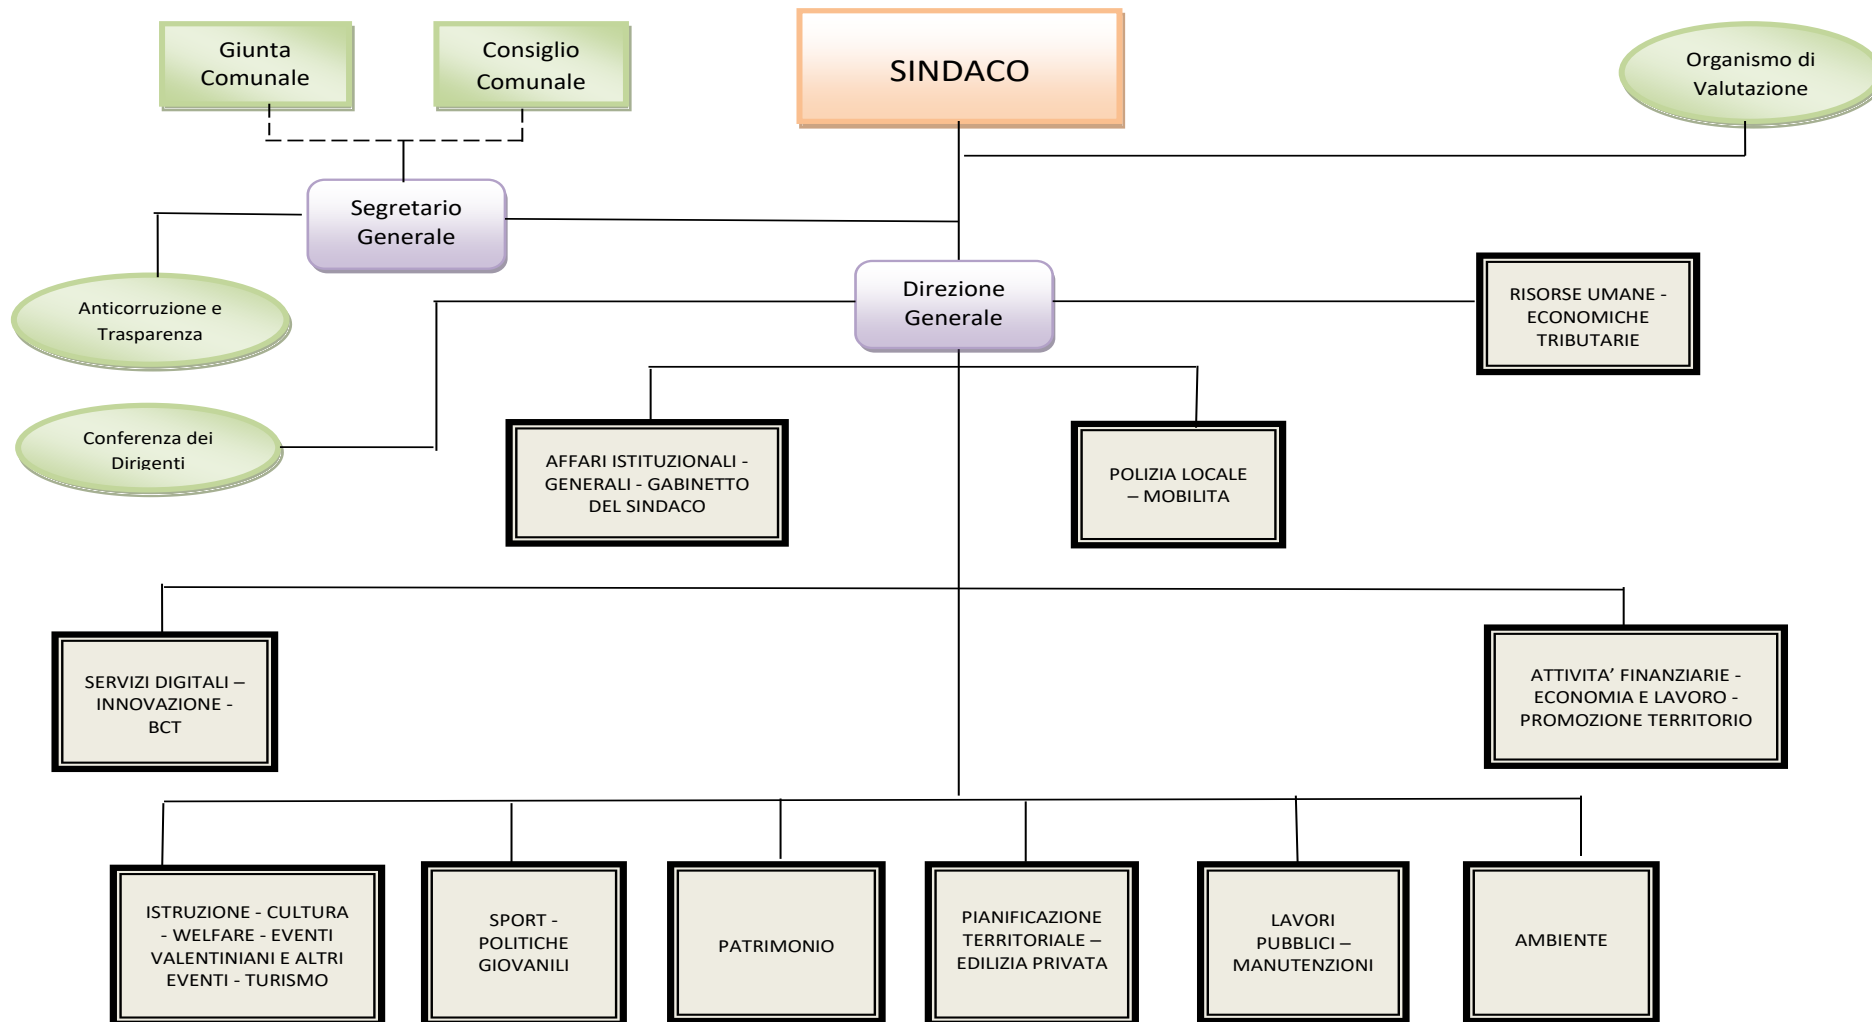 Giunta
Comunale
Consiglio
Comunale
SINDACO
Organismo di
Valutazione
Segretario
Generale
Anticorruzione e
Trasparenza
Direzione
Generale
RISORSE UMANE -
ECONOMICHE
TRIBUTARIE
Conferenza dei
Dirigenti
AFFARI ISTITUZIONALI -
GENERALI - GABINETTO
DEL SINDACO
POLIZIA LOCALE
– MOBILITA
SERVIZI DIGITALI –
INNOVAZIONE -
BCT
ATTIVITA’ FINANZIARIE -
ECONOMIA E LAVORO -
PROMOZIONE TERRITORIO
ISTRUZIONE - CULTURA
- WELFARE - EVENTI
VALENTINIANI E ALTRI
EVENTI - TURISMO
SPORT -
POLITICHE
GIOVANILI
PATRIMONIO
PIANIFICAZIONE
TERRITORIALE –
EDILIZIA PRIVATA
LAVORI
PUBBLICI –
MANUTENZIONI
AMBIENTE